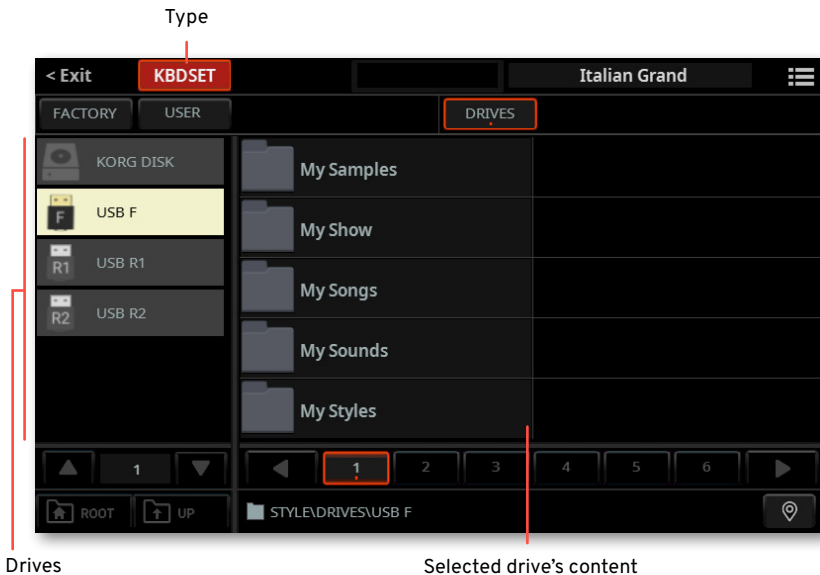 Type
< Exit
KBDSET
Italian Grand
FACTORY
USER
DRIVES
KORG DISK
F
USB F
R1
USB R1
R2
USB R2
My Samples
My Show
My Songs
My Sounds
My Styles
1
1
2
3
4
5
6
ROOT
UP
STYLE\DRIVES\USB F
Drives
Selected drive’s content